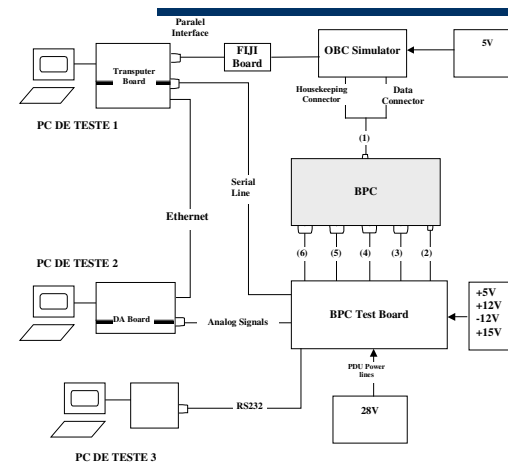 Paralel
Interface
FIJI
Board
OBC Simulator
5V
Transputer
Board
Housekeeping
Connector
Data
Connector
PC DE TESTE 1
(1)
BPC
Serial
Line
Ethernet
(6)
(5)
(4)
(3)
(2)
PC DE TESTE 2
+5V
+12V
-12V
+15V
DA Board
Analog Signals
BPC Test Board
PDU Power
lines
RS232
28V
PC DE TESTE 3